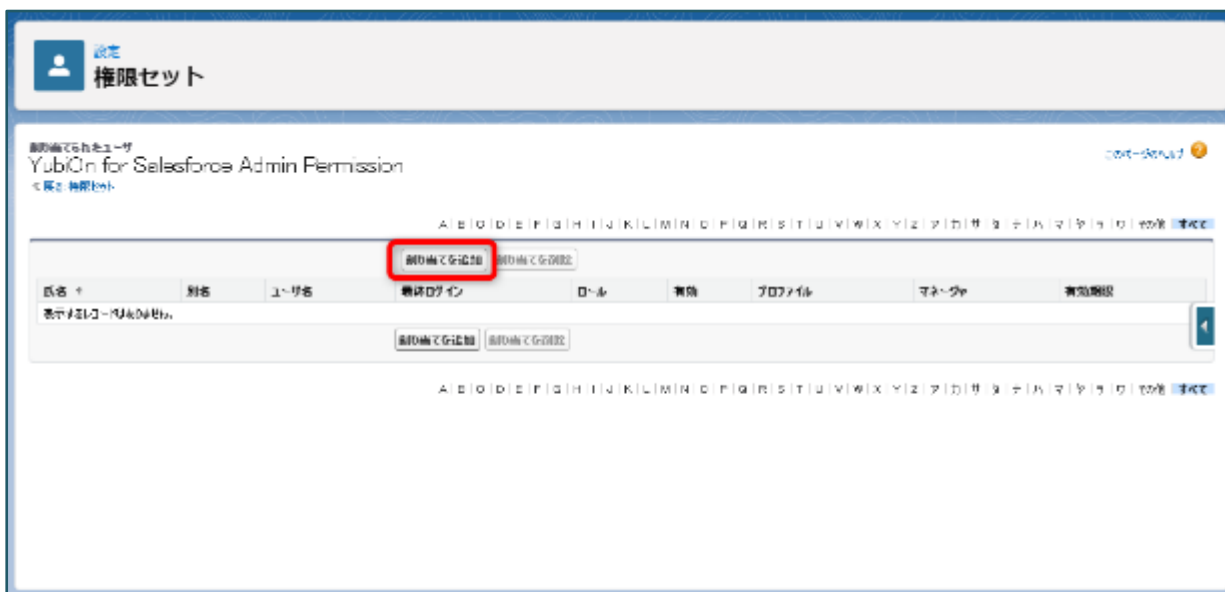 設定
権限セット
割り当てられたユーザ
YubiOn for Salesforce Admin Permission
このページのヘルプ
« 戻る: 権限セット
A | B | C | D | E | F | G | H | I | J | K | L | M | N | O | P | Q | R | S | T | U | V | W | X | Y | Z | ア | カ | サ | タ | ナ | ハ | マ | ヤ | ラ | ワ | その他 すべて
割り当てを追加 割り当てを削除
氏名 ↑ 別名 ユーザ名 最終ログイン ロール 有効 プロファイル マネージャ 有効期限
表示するレコードはありません。
割り当てを追加 割り当てを削除
A | B | C | D | E | F | G | H | I | J | K | L | M | N | O | P | Q | R | S | T | U | V | W | X | Y | Z | ア | カ | サ | タ | ナ | ハ | マ | ヤ | ラ | ワ | その他 すべて